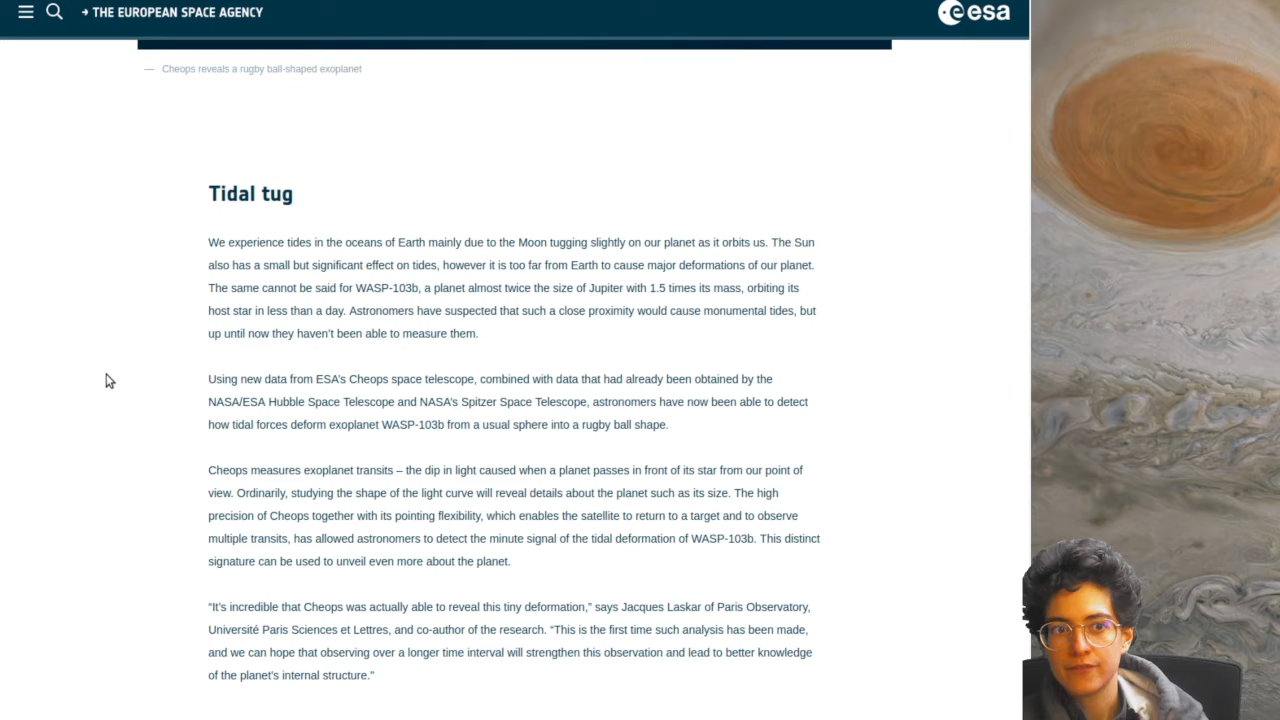 → THE EUROPEAN SPACE AGENCY
esa
— Cheops reveals a rugby ball-shaped exoplanet
Tidal tug
We experience tides in the oceans of Earth mainly due to the Moon tugging slightly on our planet as it orbits us. The Sun
also has a small but significant effect on tides, however it is too far from Earth to cause major deformations of our planet.
The same cannot be said for WASP-103b, a planet almost twice the size of Jupiter with 1.5 times its mass, orbiting its
host star in less than a day. Astronomers have suspected that such a close proximity would cause monumental tides, but
up until now they haven’t been able to measure them.
Using new data from ESA’s Cheops space telescope, combined with data that had already been obtained by the
NASA/ESA Hubble Space Telescope and NASA’s Spitzer Space Telescope, astronomers have now been able to detect
how tidal forces deform exoplanet WASP-103b from a usual sphere into a rugby ball shape.
Cheops measures exoplanet transits – the dip in light caused when a planet passes in front of its star from our point of
view. Ordinarily, studying the shape of the light curve will reveal details about the planet such as its size. The high
precision of Cheops together with its pointing flexibility, which enables the satellite to return to a target and to observe
multiple transits, has allowed astronomers to detect the minute signal of the tidal deformation of WASP-103b. This distinct
signature can be used to unveil even more about the planet.
“It’s incredible that Cheops was actually able to reveal this tiny deformation,” says Jacques Laskar of Paris Observatory,
Université Paris Sciences et Lettres, and co-author of the research. “This is the first time such analysis has been made,
and we can hope that observing over a longer time interval will strengthen this observation and lead to better knowledge
of the planet’s internal structure.”